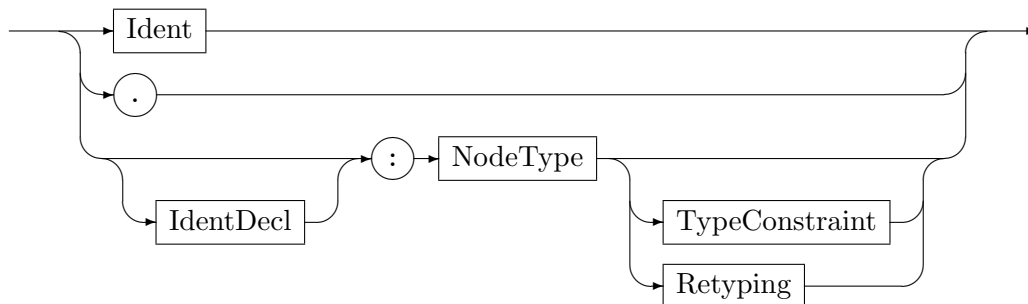 Ident
.
: NodeType
IdentDecl TypeConstraint
Retyping